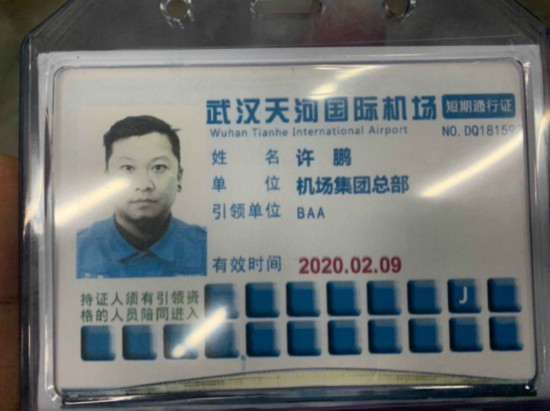 武汉天河国际机场 短期通行证
Wuhan Tianhe International Airport NO.DQ18159
姓 名 许 鹏
单 位 机场集团总部
引领单位 BAA
有效时间 2020.02.09
J
持证人须有引领资
格的人员陪同进入